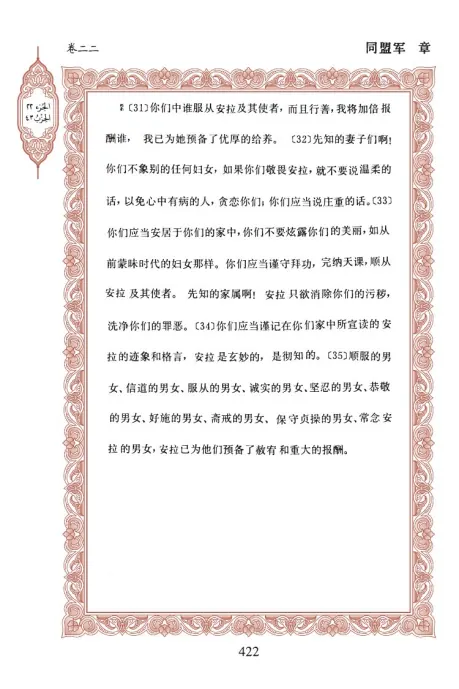 卷二二
同盟军 章
الجزء ٢٢
الحزب ٤٣
(31)你们中谁服从安拉及其使者,而且行善,我将加倍报
酬谁, 我已为她预备了优厚的给养。 (32)先知的妻子们啊!
你们不象别的任何妇女,如果你们敬畏安拉,就不要说温柔的
话,以免心中有病的人,贪恋你们;你们应当说庄重的话。(33)
你们应当安居于你们的家中,你们不要炫露你们的美丽,如从
前蒙昧时代的妇女那样。你们应当谨守拜功,完纳天课,顺从
安拉及其使者。 先知的家属啊! 安拉只欲消除你们的污秽,
洗净你们的罪恶。(34)你们应当谨记在你们家中所宣读的安
拉的迹象和格言,安拉是玄妙的,是彻知的。(35)顺服的男
女、信道的男女、服从的男女、诚实的男女、坚忍的男女、恭敬
的男女、好施的男女、斋戒的男女、保守贞操的男女、常念安
拉的男女,安拉已为他们预备了赦宥和重大的报酬。
422